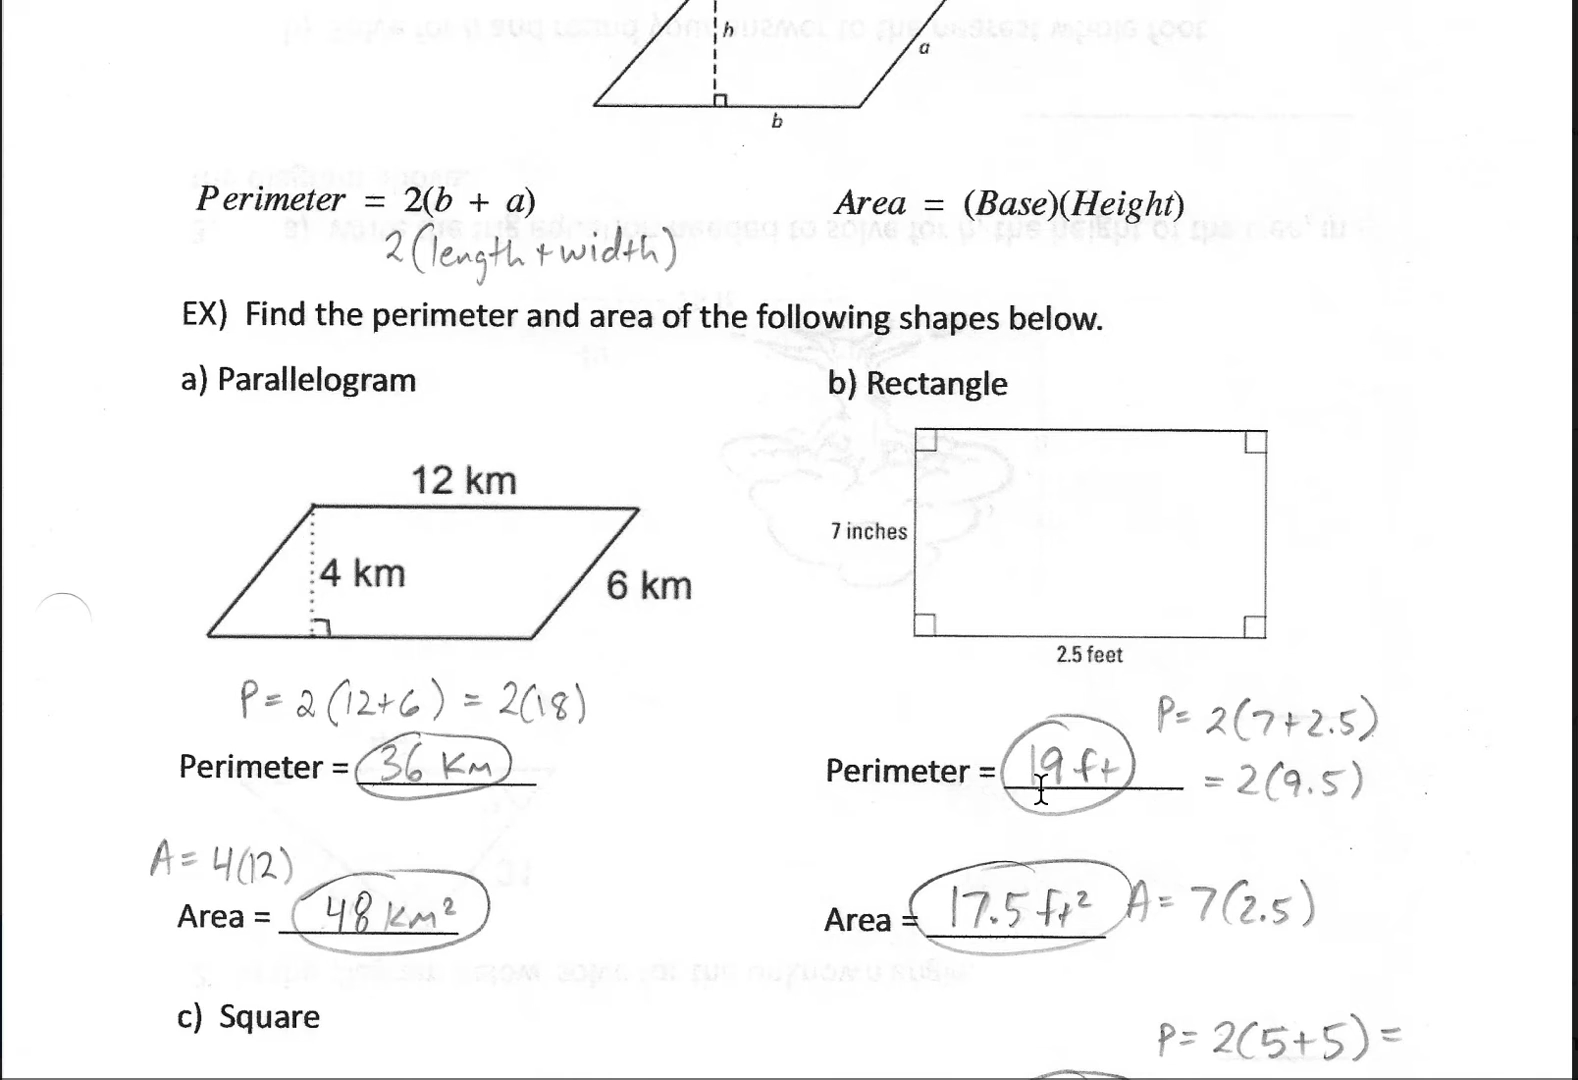 h
a
b
Perimeter = 2(b + a)
Area = (Base)(Height)
2(length + width)
EX) Find the perimeter and area of the following shapes below.
a) Parallelogram
b) Rectangle
12 km
4 km
6 km
7 inches
2.5 feet
P= 2(12+6) = 2(18)
Perimeter = 36 Km
A= 4(12)
Area = 48 km²
P= 2(7+2.5)
= 2(9.5)
Perimeter = 19 ft
Area = 17.5 ft² A= 7(2.5)
c) Square
P= 2(5+5) =